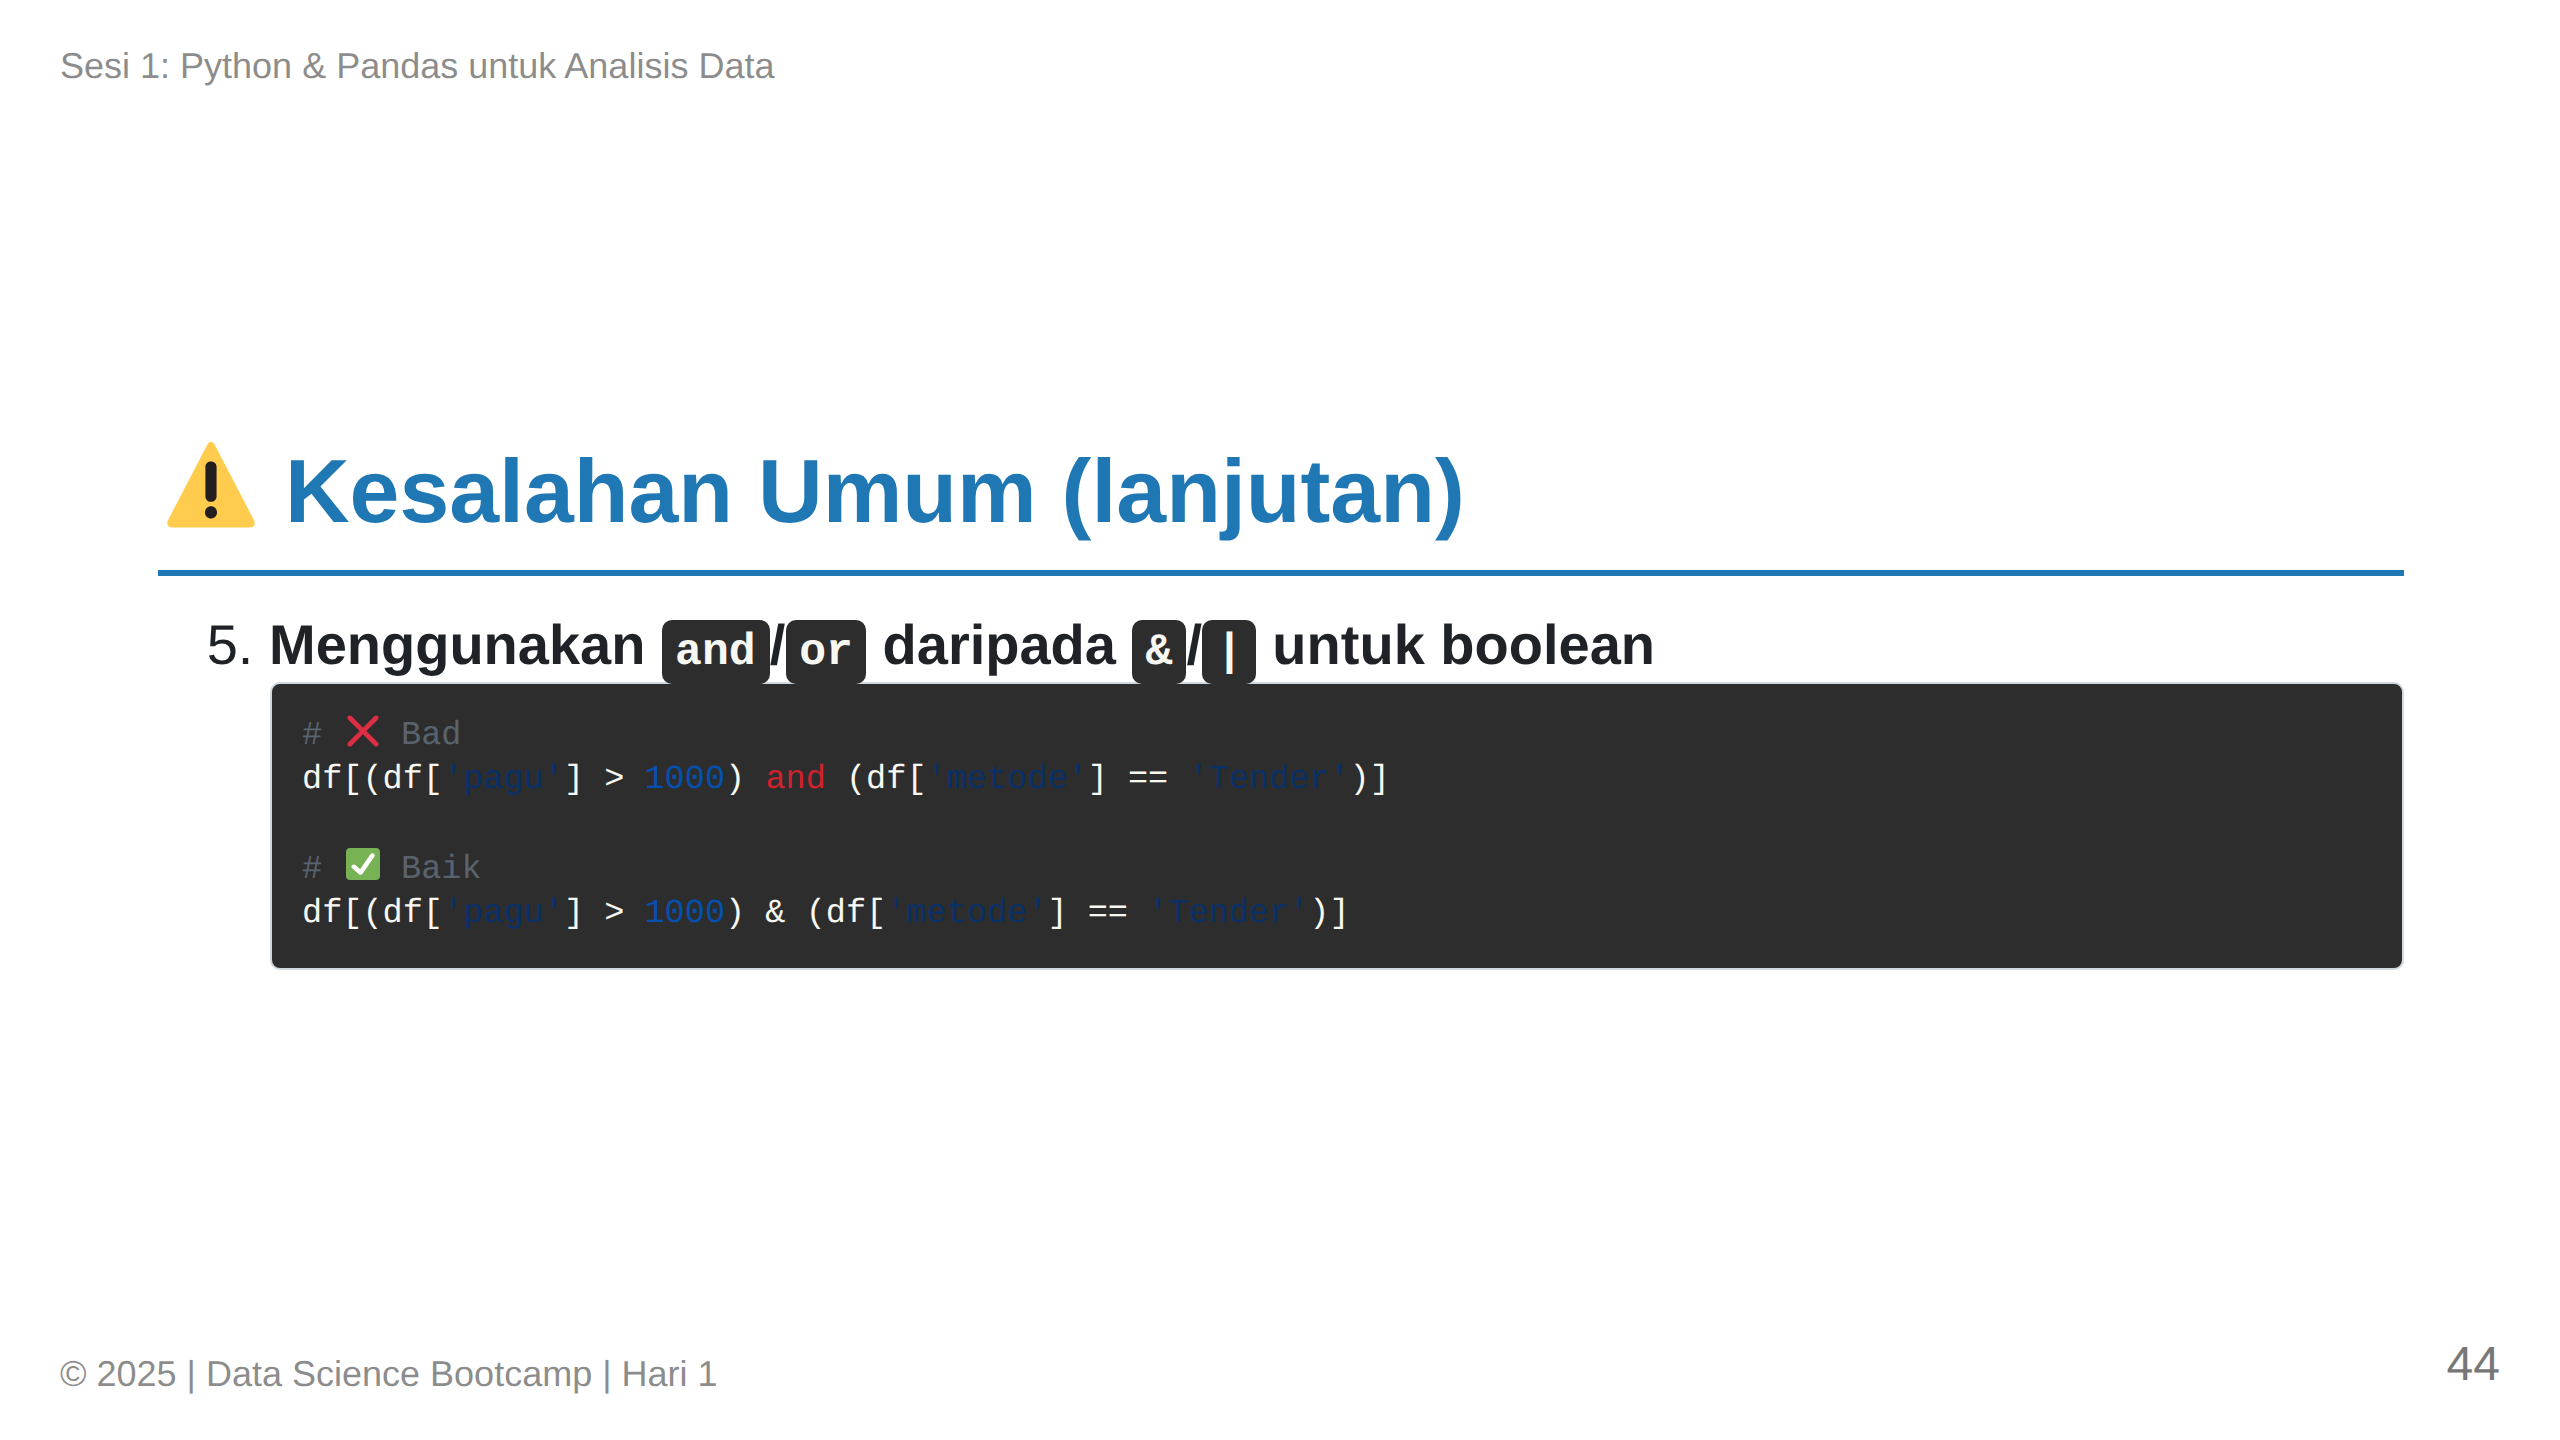 Sesi 1: Python & Pandas untuk Analisis Data
⚠️ Kesalahan Umum (lanjutan)
5. Menggunakan and/or daripada &/| untuk boolean
# ❌ Bad
df[(df['pagu'] > 1000) and (df['metode'] == 'Tender')]
# ✅ Baik
df[(df['pagu'] > 1000) & (df['metode'] == 'Tender')]
© 2025 | Data Science Bootcamp | Hari 1
44